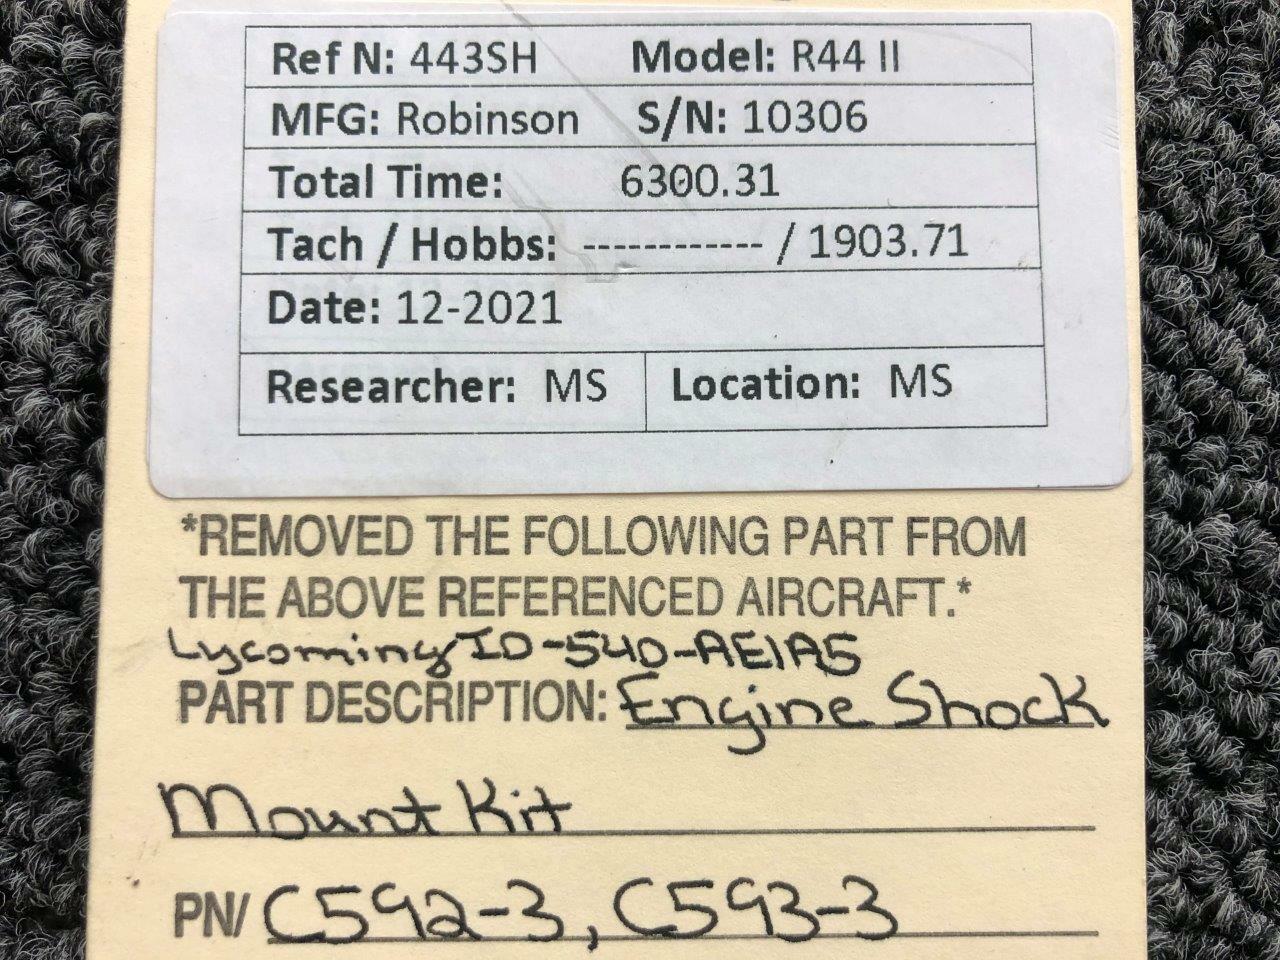 Ref N: 443SH Model: R44 II
MFG: Robinson S/N: 10306
Total Time: 6300.31
Tach / Hobbs: ------------ / 1903.71
Date: 12-2021
Researcher: MS Location: MS
*REMOVED THE FOLLOWING PART FROM
THE ABOVE REFERENCED AIRCRAFT.*
Lycoming IO-540-AE1A5
PART DESCRIPTION: Engine Shock
Mount Kit
PN/ C592-3, C593-3